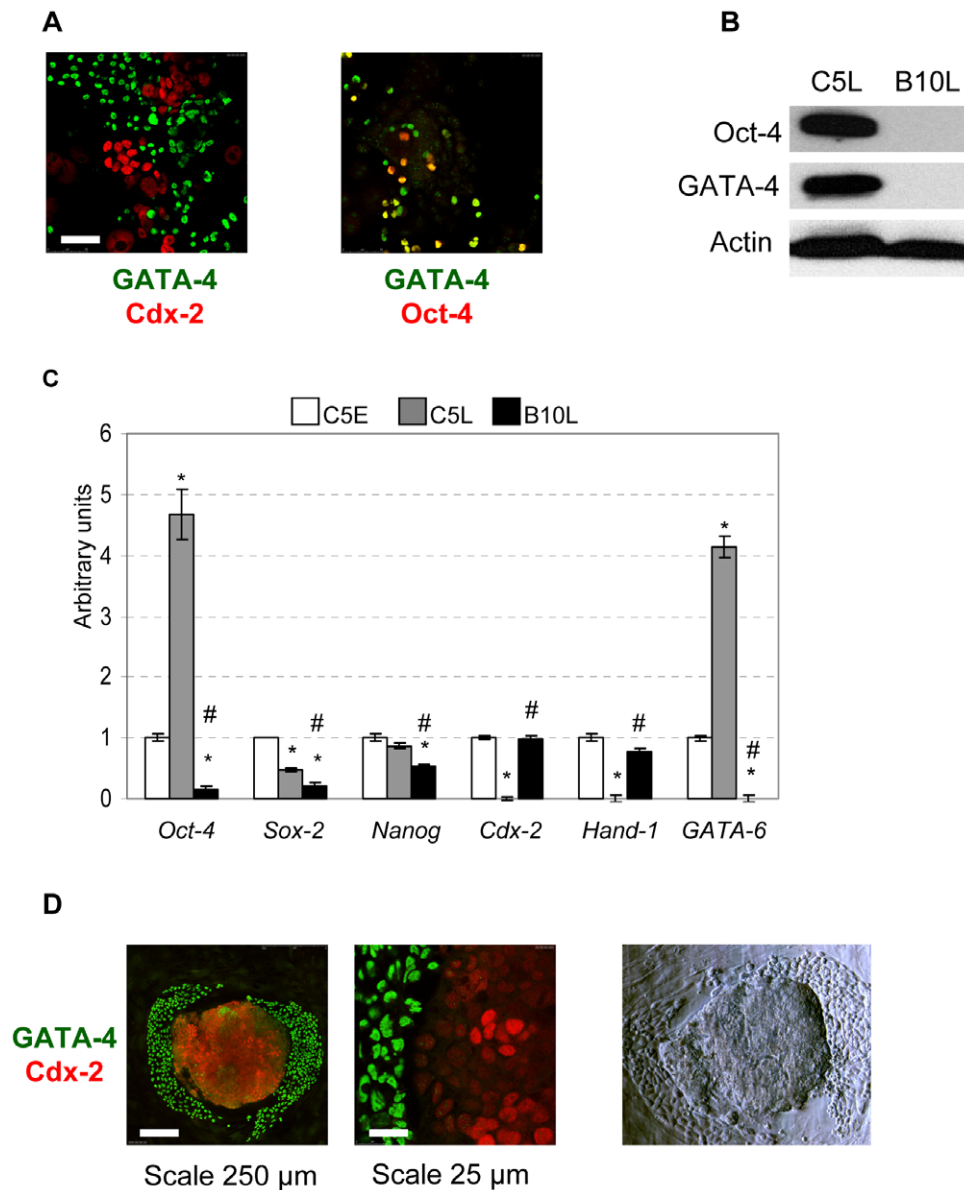 A
B
GATA-4
Cdx-2
GATA-4
Oct-4
C5L B10L
Oct-4
GATA-4
Actin
C
C5E C5L B10L
Arbitrary units
6
5
4
3
2
1
0
*
#
*
*
#
*
#
*
*
#
*
#
*
#
*
Oct-4 Sox-2 Nanog Cdx-2 Hand-1 GATA-6
D
GATA-4
Cdx-2
Scale 250 µm Scale 25 µm